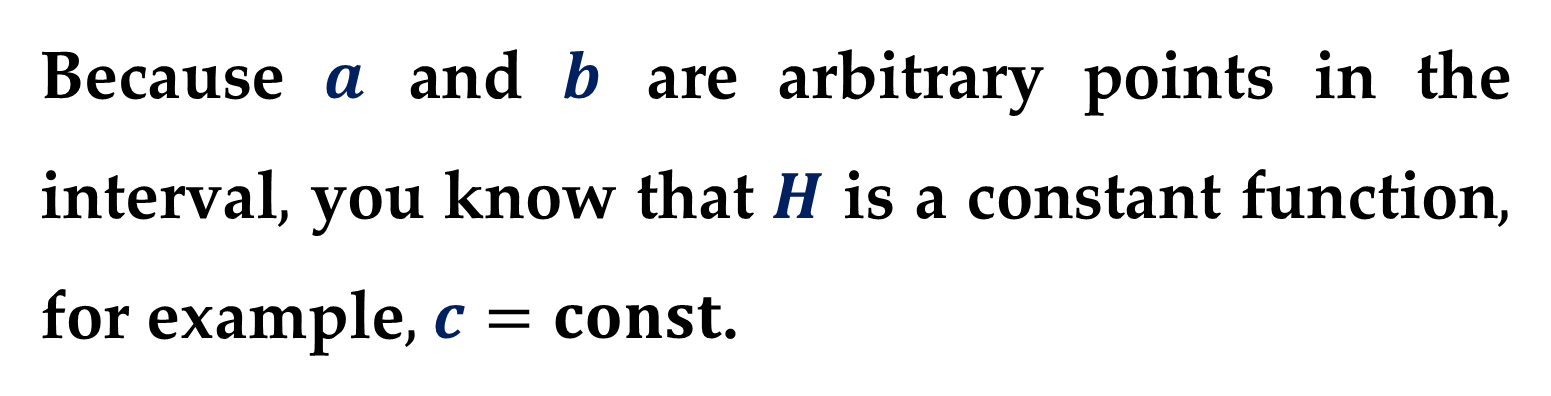 Because a and b are arbitrary points in the
interval, you know that H is a constant function,
for example, c = const.